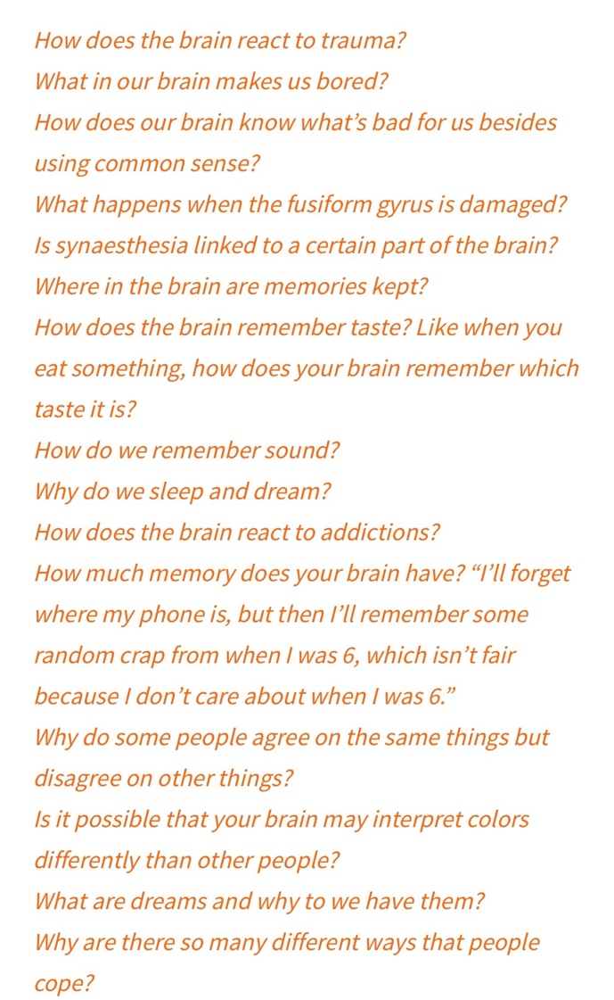 How does the brain react to trauma?
What in our brain makes us bored?
How does our brain know what’s bad for us besides
using common sense?
What happens when the fusiform gyrus is damaged?
Is synaesthesia linked to a certain part of the brain?
Where in the brain are memories kept?
How does the brain remember taste? Like when you
eat something, how does your brain remember which
taste it is?
How do we remember sound?
Why do we sleep and dream?
How does the brain react to addictions?
How much memory does your brain have? “I’ll forget
where my phone is, but then I’ll remember some
random crap from when I was 6, which isn’t fair
because I don’t care about when I was 6.”
Why do some people agree on the same things but
disagree on other things?
Is it possible that your brain may interpret colors
differently than other people?
What are dreams and why to we have them?
Why are there so many different ways that people
cope?